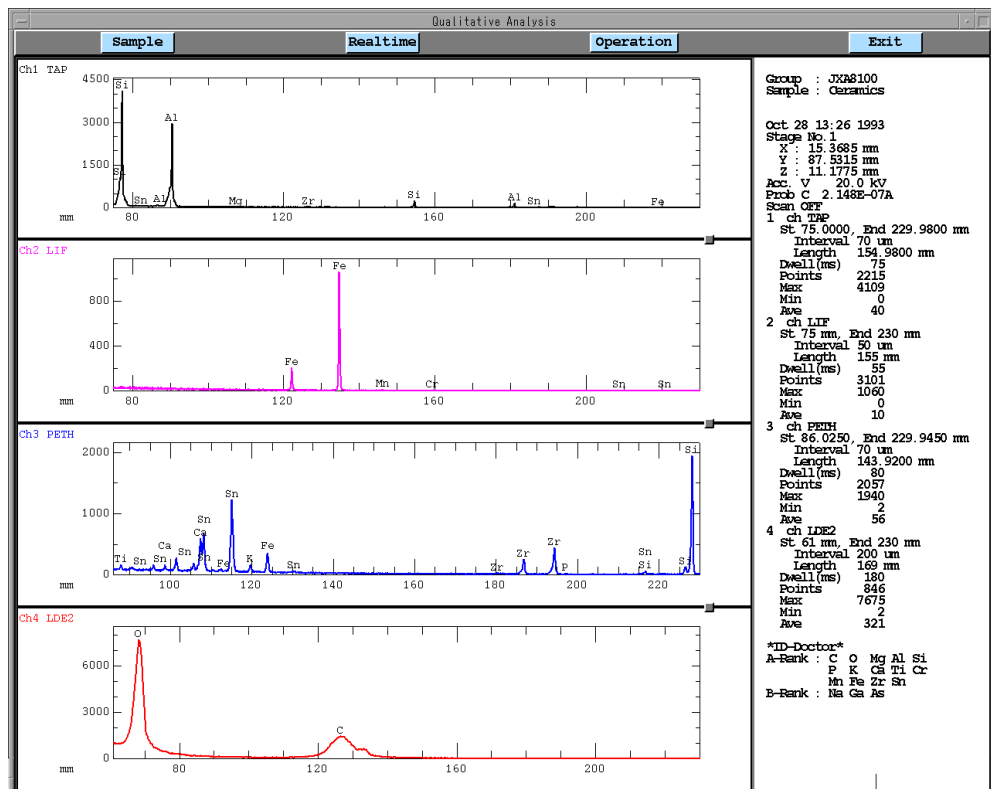 Qualitative Analysis
Sample Realtime Operation Exit
Ch1 TAP
4500
3000
1500
0
Si
Si
Sn
Al
Al
Mg
Zr
Si
Al
Sn
Fe
mm 80 120 160 200
Ch2 LIF
800
400
0
Fe
Fe
Mn
Cr
Sn
Sn
mm 80 120 160 200
Ch3 PETH
2000
1000
0
Ti
Sn
Sn
Ca
Sn
Ca
Sn
Sn
Fe
Sn
K
Fe
Sn
Zr
Zr
Zr
P
Sn
Si
Si
Si
mm 100 120 140 160 180 200 220
Ch4 LDE2
6000
3000
0
O
C
mm 80 120 160 200
Group : JXA8100
Sample : Ceramics
Oct 28 13:26 1993
Stage No.1
X : 15.3685 mm
Y : 87.5315 mm
Z : 11.1775 mm
Acc. V 20.0 kV
Prob C 2.148E-07A
Scan OFF
1 ch TAP
St 75.0000, End 229.9800 mm
Interval 70 um
Length 154.9800 mm
Dwell(ms) 75
Points 2215
Max 4109
Min 0
Ave 40
2 ch LIF
St 75 mm, End 230 mm
Interval 50 um
Length 155 mm
Dwell(ms) 55
Points 3101
Max 1060
Min 0
Ave 10
3 ch PETH
St 86.0250, End 229.9450 mm
Interval 70 um
Length 143.9200 mm
Dwell(ms) 80
Points 2057
Max 1940
Min 2
Ave 56
4 ch LDE2
St 61 mm, End 230 mm
Interval 200 um
Length 169 mm
Dwell(ms) 180
Points 846
Max 7675
Min 2
Ave 321
*ID-Doctor*
A-Rank : C O Mg Al Si
P K Ca Ti Cr
Mn Fe Zr Sn
B-Rank : Na Ga As